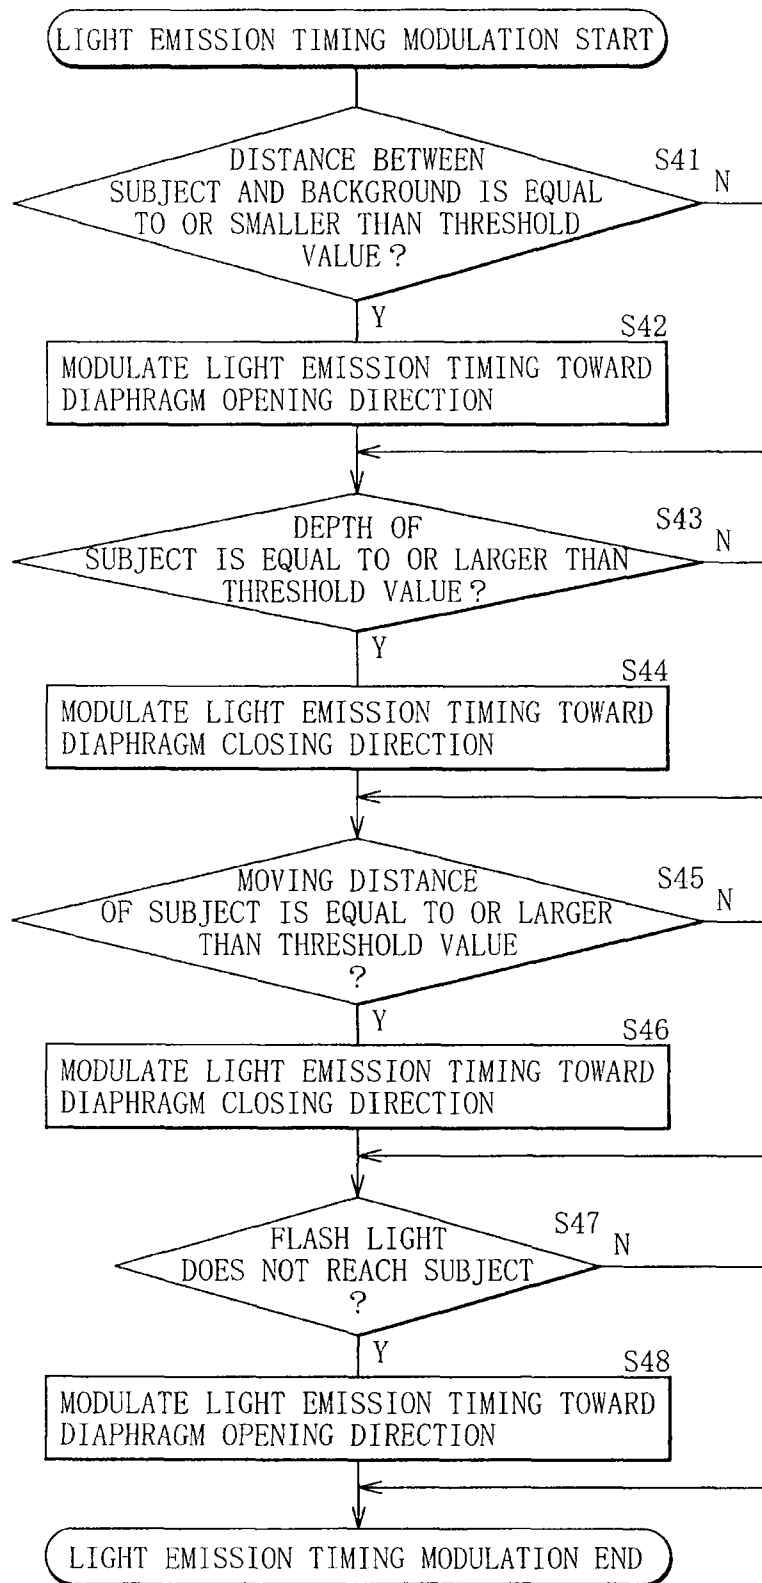 LIGHT EMISSION TIMING MODULATION START
DISTANCE BETWEEN
SUBJECT AND BACKGROUND IS EQUAL
TO OR SMALLER THAN THRESHOLD
VALUE?
S41
N
Y
S42
MODULATE LIGHT EMISSION TIMING TOWARD
DIAPHRAGM OPENING DIRECTION
DEPTH OF
SUBJECT IS EQUAL TO OR LARGER THAN
THRESHOLD VALUE?
S43
N
Y
S44
MODULATE LIGHT EMISSION TIMING TOWARD
DIAPHRAGM CLOSING DIRECTION
MOVING DISTANCE
OF SUBJECT IS EQUAL TO OR LARGER
THAN THRESHOLD VALUE
?
S45
N
Y
S46
MODULATE LIGHT EMISSION TIMING TOWARD
DIAPHRAGM CLOSING DIRECTION
FLASH LIGHT
DOES NOT REACH SUBJECT
?
S47
N
Y
S48
MODULATE LIGHT EMISSION TIMING TOWARD
DIAPHRAGM OPENING DIRECTION
LIGHT EMISSION TIMING MODULATION END